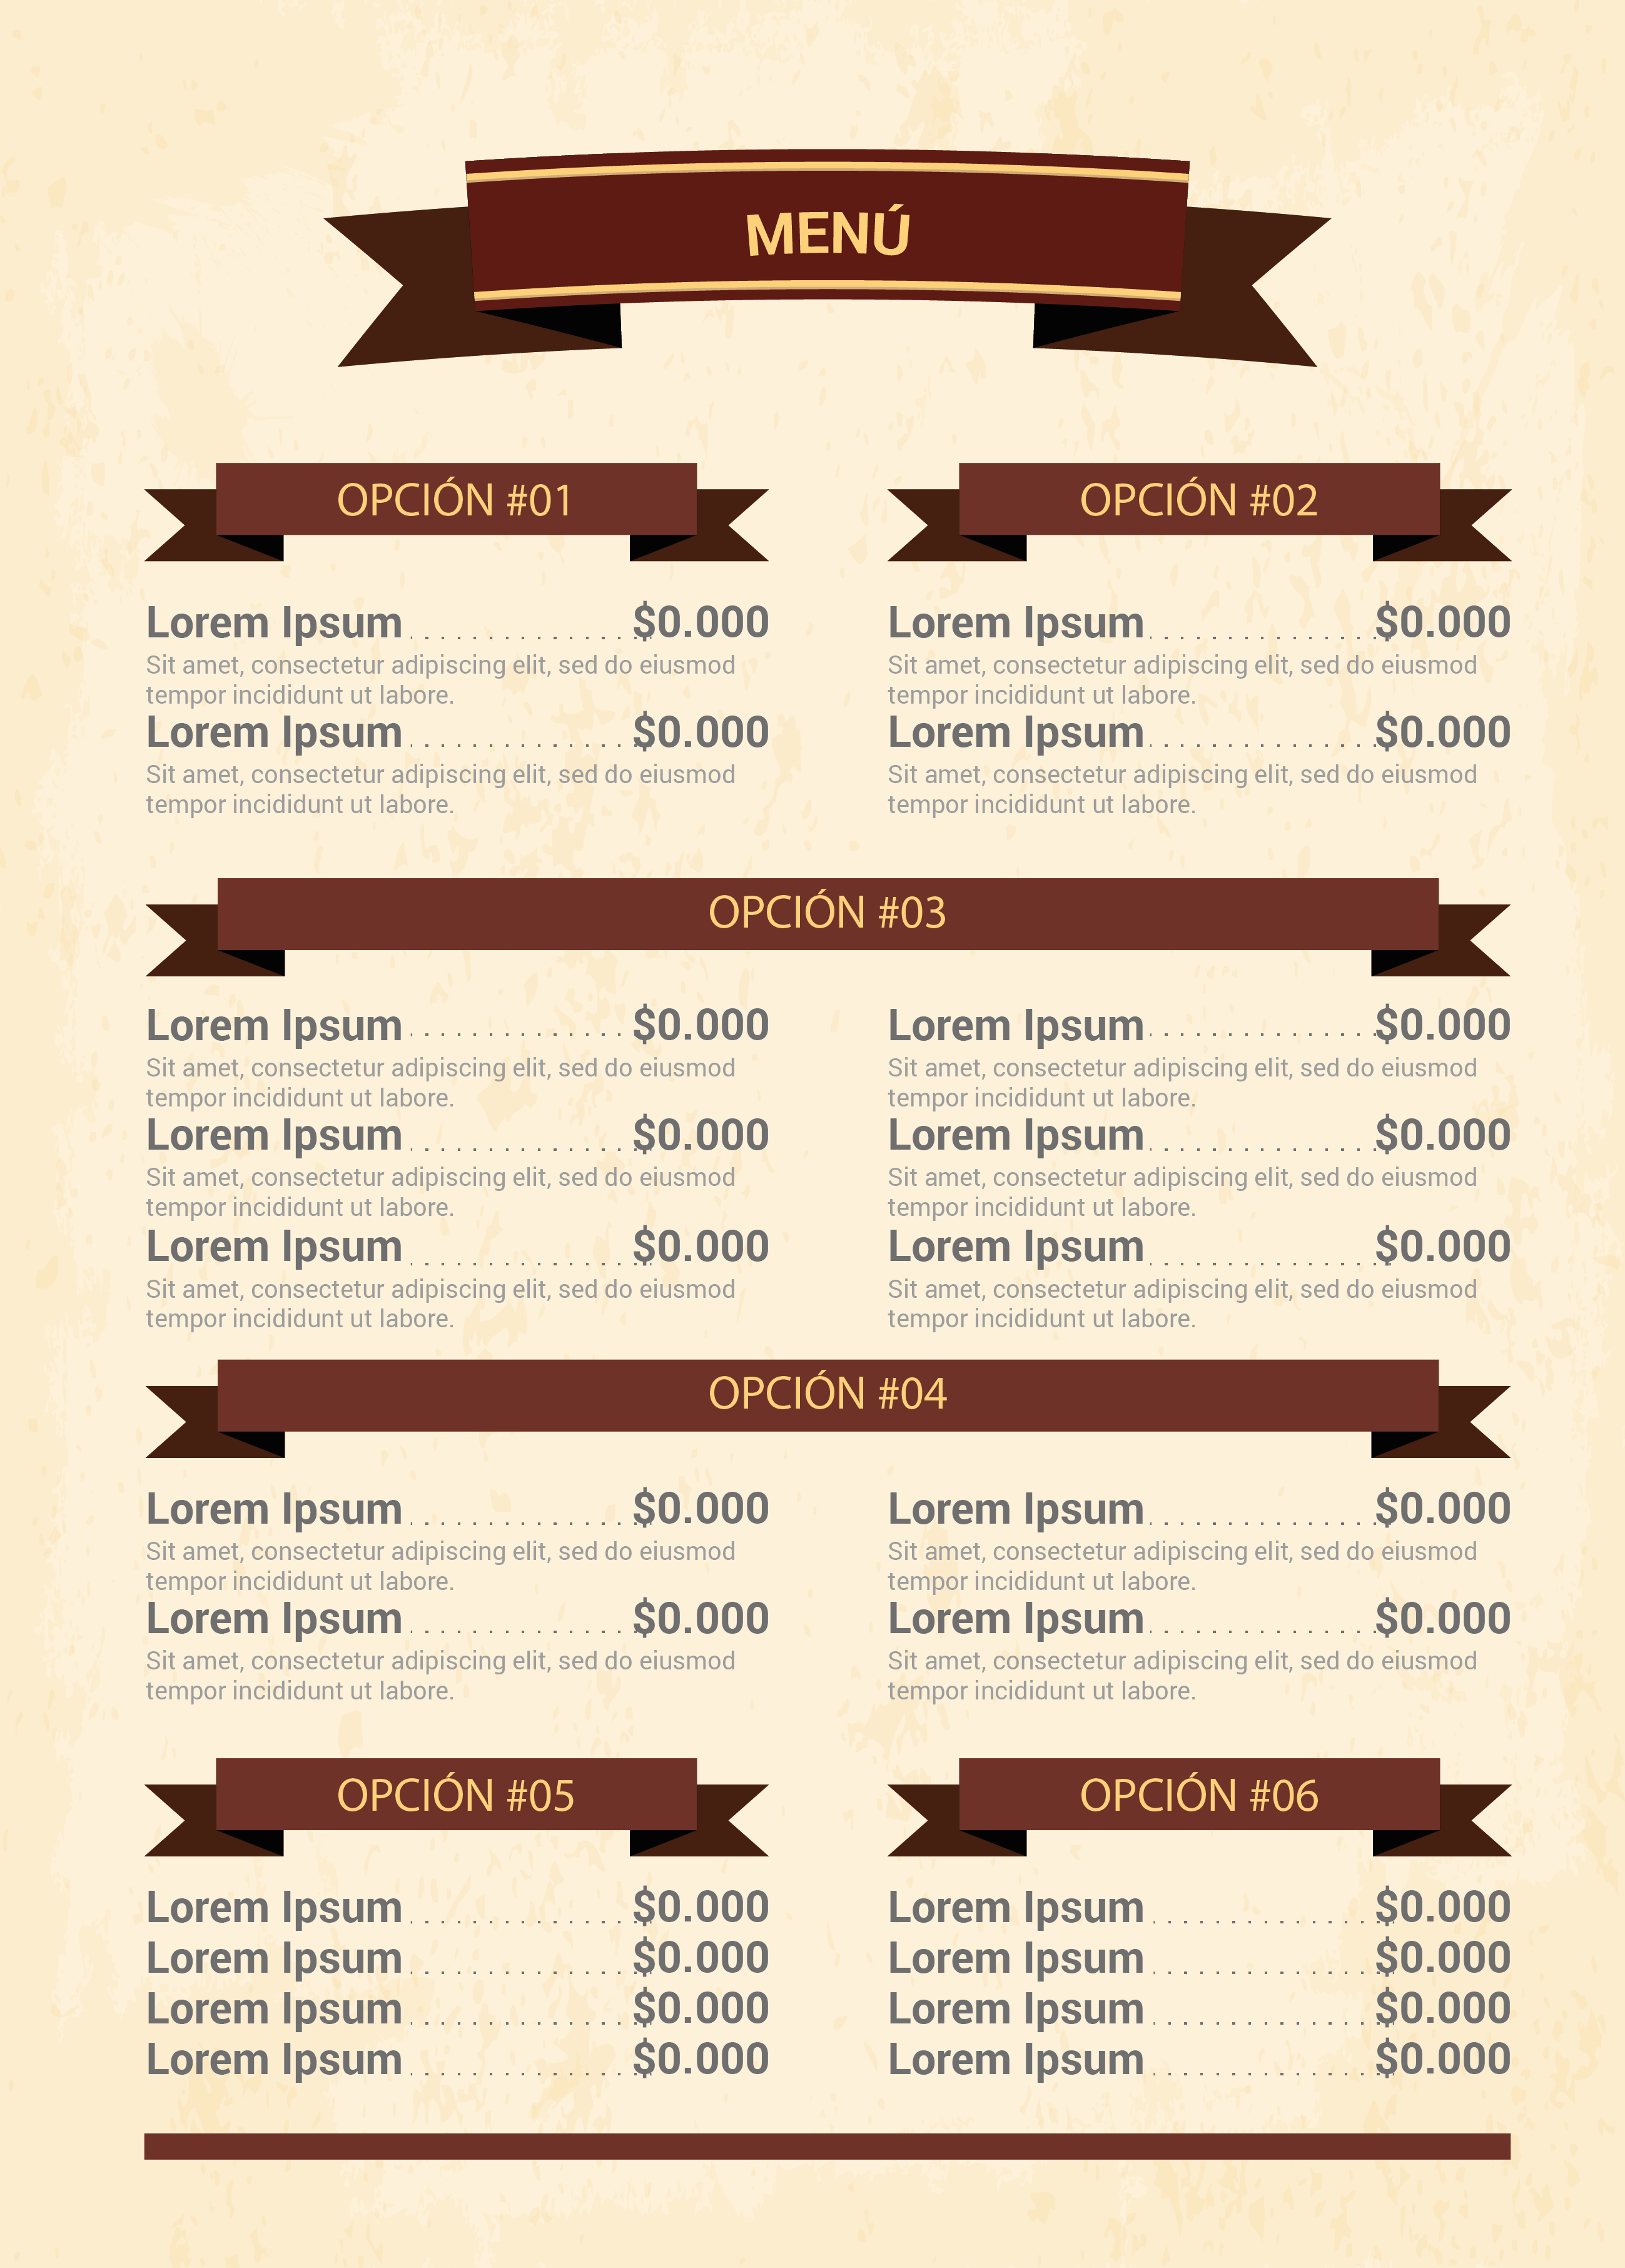 MENÚ
OPCIÓN #01
Lorem Ipsum . . . . . . . . . . . . . . . $0.000
Sit amet, consectetur adipiscing elit, sed do eiusmod
tempor incididunt ut labore.
Lorem Ipsum . . . . . . . . . . . . . . . $0.000
Sit amet, consectetur adipiscing elit, sed do eiusmod
tempor incididunt ut labore.
OPCIÓN #02
Lorem Ipsum . . . . . . . . . . . . . . . $0.000
Sit amet, consectetur adipiscing elit, sed do eiusmod
tempor incididunt ut labore.
Lorem Ipsum . . . . . . . . . . . . . . . $0.000
Sit amet, consectetur adipiscing elit, sed do eiusmod
tempor incididunt ut labore.
OPCIÓN #03
Lorem Ipsum . . . . . . . . . . . . . . $0.000
Sit amet, consectetur adipiscing elit, sed do eiusmod
tempor incididunt ut labore.
Lorem Ipsum . . . . . . . . . . . . . . . $0.000
Sit amet, consectetur adipiscing elit, sed do eiusmod
tempor incididunt ut labore.
Lorem Ipsum . . . . . . . . . . . . . . . $0.000
Sit amet, consectetur adipiscing elit, sed do eiusmod
tempor incididunt ut labore.
Lorem Ipsum . . . . . . . . . . . . . . . $0.000
Sit amet, consectetur adipiscing elit, sed do eiusmod
tempor incididunt ut labore.
Lorem Ipsum . . . . . . . . . . . . . . . $0.000
Sit amet, consectetur adipiscing elit, sed do eiusmod
tempor incididunt ut labore.
Lorem Ipsum . . . . . . . . . . . . . . . $0.000
Sit amet, consectetur adipiscing elit, sed do eiusmod
tempor incididunt ut labore.
OPCIÓN #04
Lorem Ipsum . . . . . . . . . . . . . . . $0.000
Sit amet, consectetur adipiscing elit, sed do eiusmod
tempor incididunt ut labore.
Lorem Ipsum . . . . . . . . . . . . . . . $0.000
Sit amet, consectetur adipiscing elit, sed do eiusmod
tempor incididunt ut labore.
Lorem Ipsum . . . . . . . . . . . . . . . $0.000
Sit amet, consectetur adipiscing elit, sed do eiusmod
tempor incididunt ut labore.
Lorem Ipsum . . . . . . . . . . . . . . . $0.000
Sit amet, consectetur adipiscing elit, sed do eiusmod
tempor incididunt ut labore.
OPCIÓN #05
Lorem Ipsum . . . . . . . . . . . . . . . $0.000
Lorem Ipsum . . . . . . . . . . . . . . . $0.000
Lorem Ipsum . . . . . . . . . . . . . . . $0.000
Lorem Ipsum . . . . . . . . . . . . . . . $0.000
OPCIÓN #06
Lorem Ipsum . . . . . . . . . . . . . . . $0.000
Lorem Ipsum . . . . . . . . . . . . . . . $0.000
Lorem Ipsum . . . . . . . . . . . . . . . $0.000
Lorem Ipsum . . . . . . . . . . . . . . . $0.000